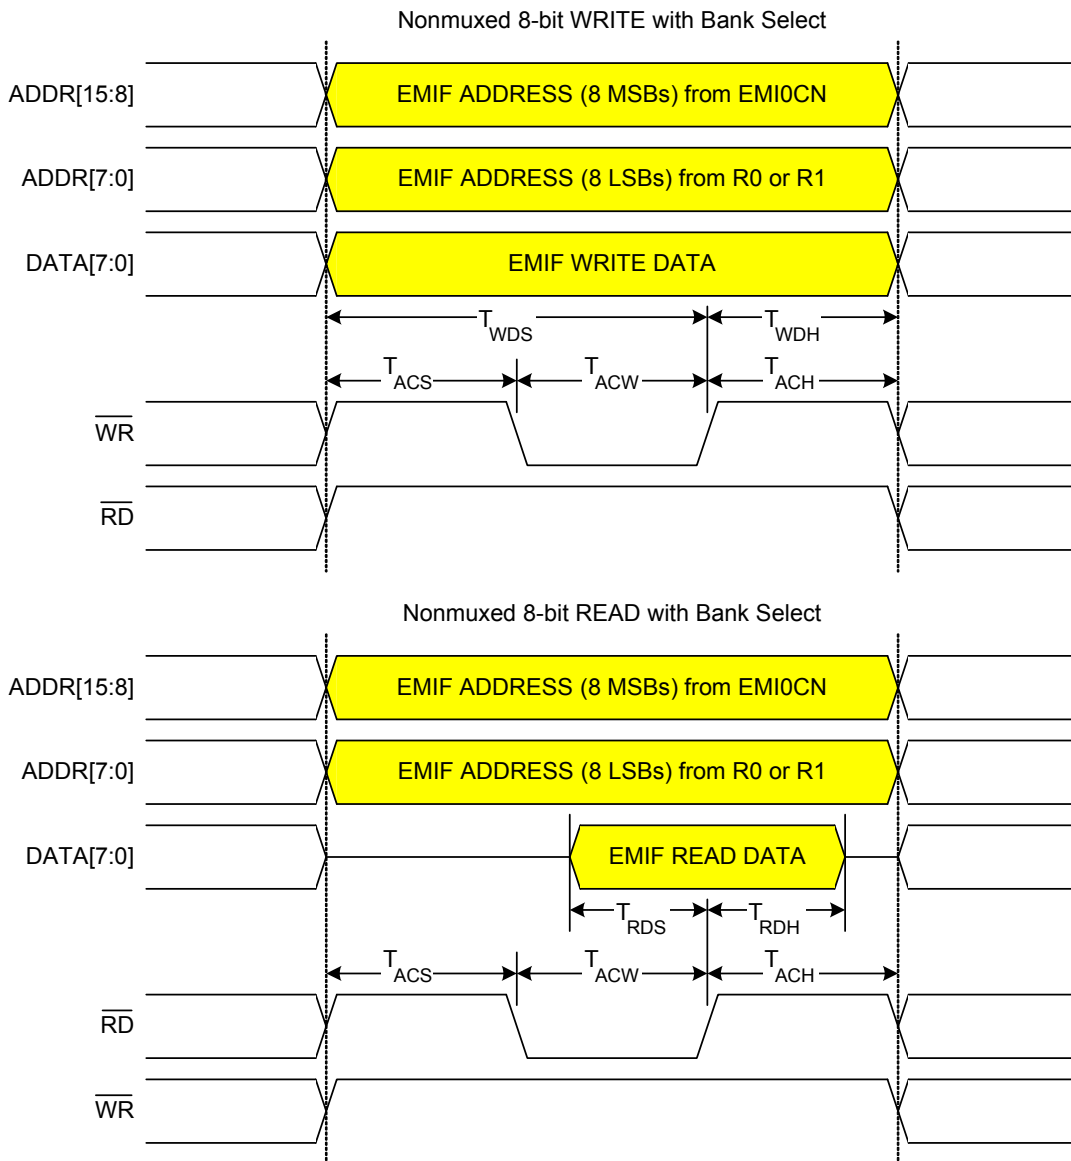 Nonmuxed 8-bit WRITE with Bank Select
ADDR[15:8] EMIF ADDRESS (8 MSBs) from EMI0CN
ADDR[7:0] EMIF ADDRESS (8 LSBs) from R0 or R1
DATA[7:0] EMIF WRITE DATA
TWDS TWDH
TACS TACW TACH
WR
RD
Nonmuxed 8-bit READ with Bank Select
ADDR[15:8] EMIF ADDRESS (8 MSBs) from EMI0CN
ADDR[7:0] EMIF ADDRESS (8 LSBs) from R0 or R1
DATA[7:0] EMIF READ DATA
TRDS TRDH
TACS TACW TACH
RD
WR